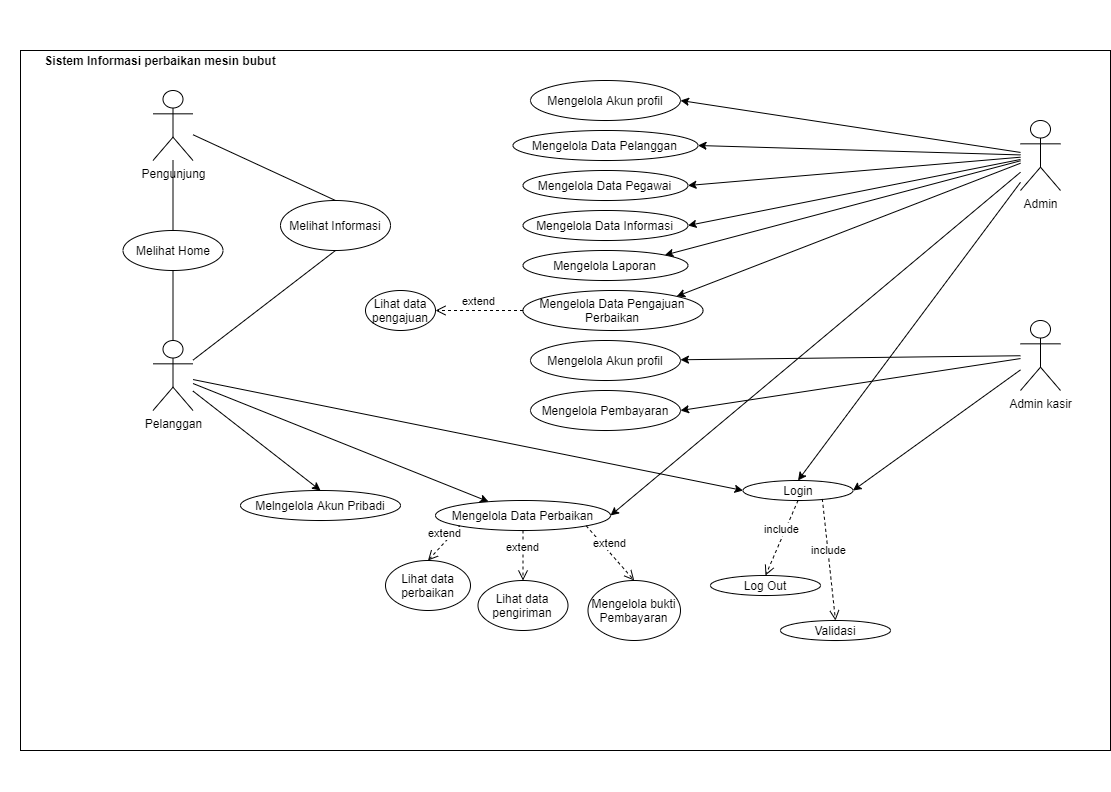 Sistem Informasi perbaikan mesin bubut
Pengunjung
Melihat Home
Melihat Informasi
Pelanggan
Mengelola Akun profil
Mengelola Data Pelanggan
Mengelola Data Pegawai
Mengelola Data Informasi
Mengelola Laporan
Mengelola Data Pengajuan
Perbaikan
extend
Lihat data
pengajuan
Mengelola Akun profil
Mengelola Pembayaran
Admin
Admin kasir
Melngelola Akun Pribadi
Mengelola Data Perbaikan
extend
extend
extend
Lihat data
perbaikan
Lihat data
pengiriman
Mengelola bukti
Pembayaran
Login
include
include
Log Out
Validasi